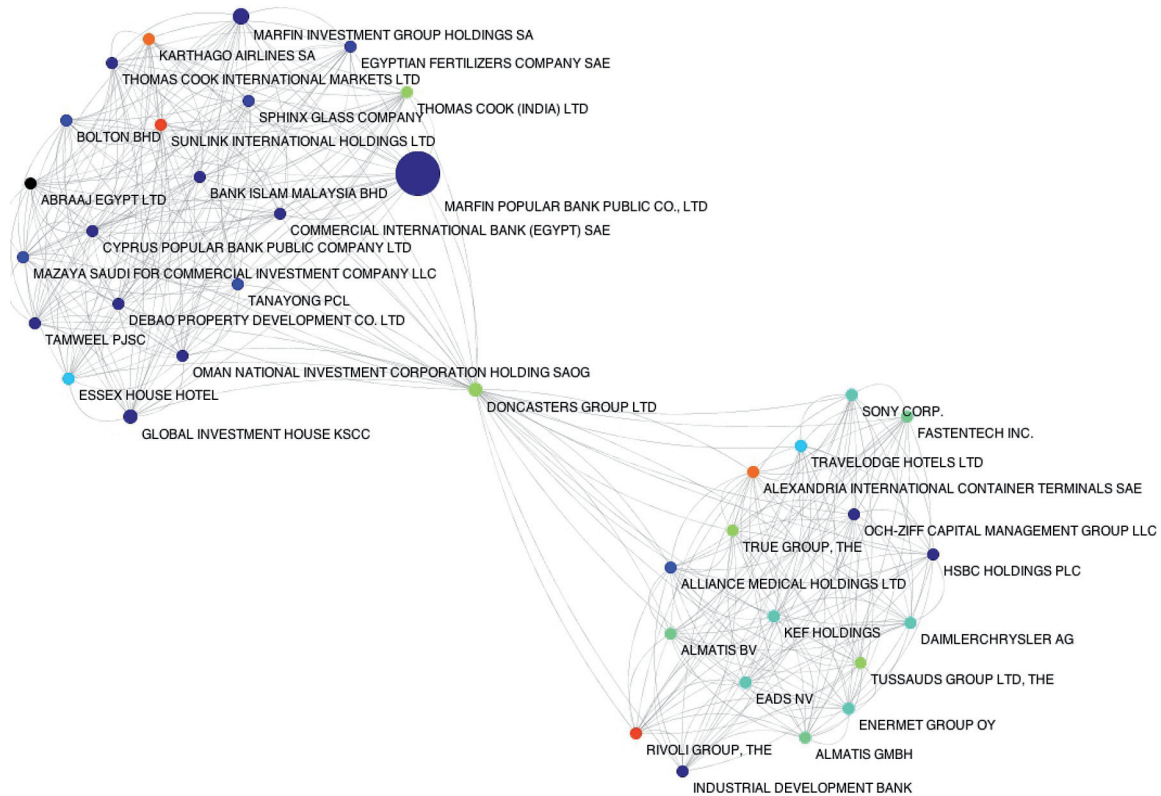 MARFIN INVESTMENT GROUP HOLDINGS SA
KARTHAGO AIRLINES SA
EGYPTIAN FERTILIZERS COMPANY SAE
THOMAS COOK INTERNATIONAL MARKETS LTD
THOMAS COOK (INDIA) LTD
SPHINX GLASS COMPANY
BOLTON BHD
SUNLINK INTERNATIONAL HOLDINGS LTD
BANK ISLAM MALAYSIA BHD
ABRAAJ EGYPT LTD
MARFIN POPULAR BANK PUBLIC CO., LTD
COMMERCIAL INTERNATIONAL BANK (EGYPT) SAE
CYPRUS POPULAR BANK PUBLIC COMPANY LTD
MAZAYA SAUDI FOR COMMERCIAL INVESTMENT COMPANY LLC
TANAYONG PCL
DEBAO PROPERTY DEVELOPMENT CO. LTD
TAMWEEL PJSC
OMAN NATIONAL INVESTMENT CORPORATION HOLDING SAOG
ESSEX HOUSE HOTEL
DONCASTERS GROUP LTD
GLOBAL INVESTMENT HOUSE KSCC
SONY CORP.
FASTENTECH INC.
TRAVELODGE HOTELS LTD
ALEXANDRIA INTERNATIONAL CONTAINER TERMINALS SAE
OCH-ZIFF CAPITAL MANAGEMENT GROUP LLC
TRUE GROUP, THE
HSBC HOLDINGS PLC
ALLIANCE MEDICAL HOLDINGS LTD
KEF HOLDINGS
DAIMLERCHRYSLER AG
ALMATIS BV
TUSSAUDS GROUP LTD, THE
EADS NV
ENERMET GROUP OY
RIVOLI GROUP, THE
ALMATIS GMBH
INDUSTRIAL DEVELOPMENT BANK